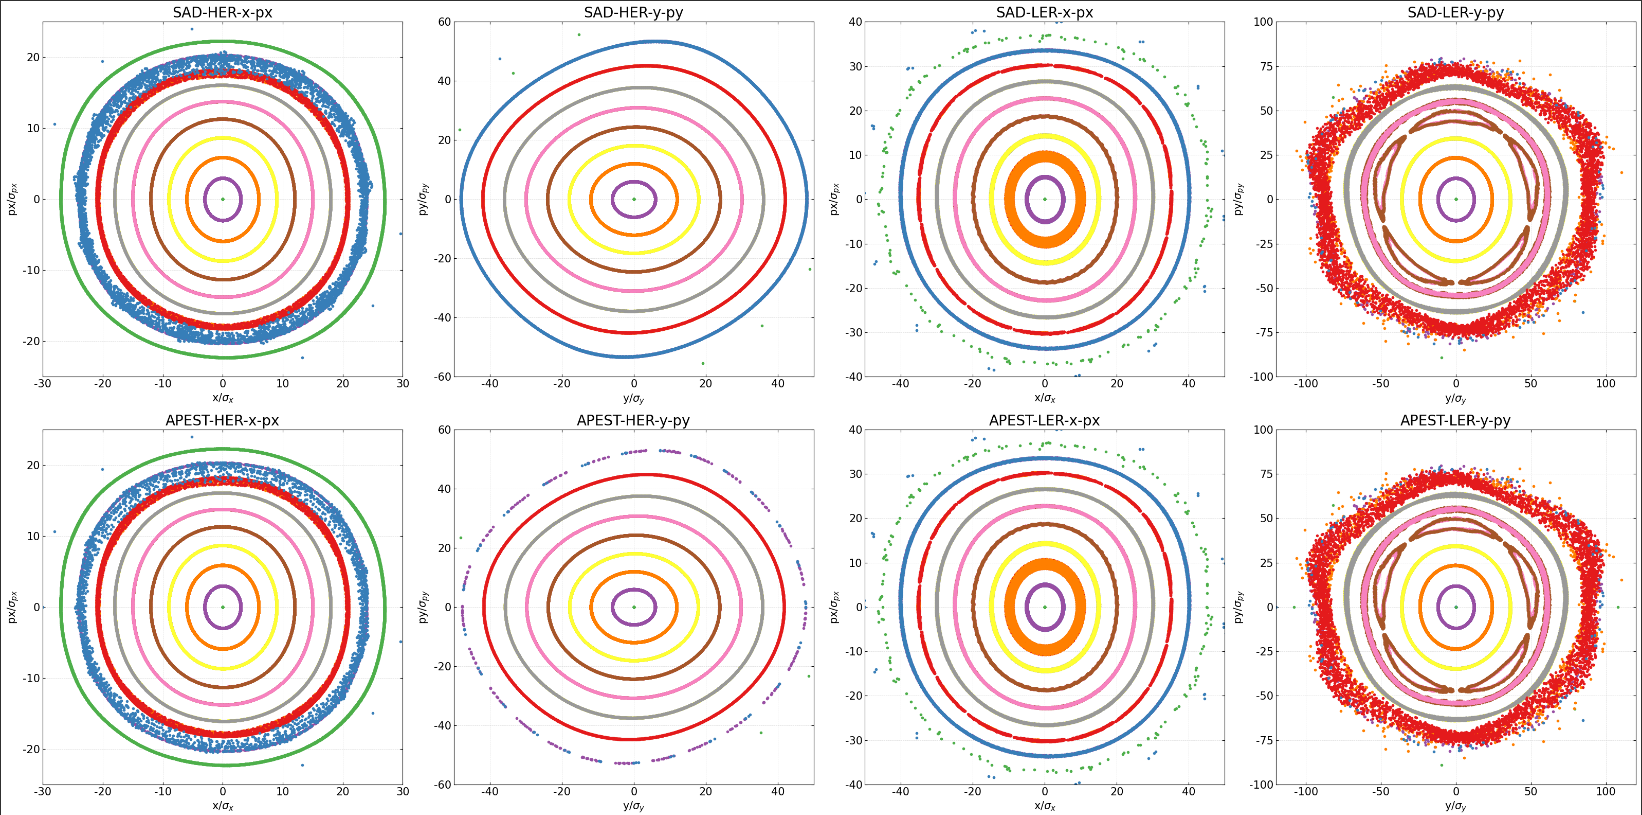 SAD-HER-x-px
px/σpx
20
10
0
-10
-20
-30 -20 -10 0 10 20 30
x/σx
SAD-HER-y-py
py/σpy
60
40
20
0
-20
-40
-60
-40 -20 0 20 40
y/σy
SAD-LER-x-px
px/σpx
40
30
20
10
0
-10
-20
-30
-40
-40 -20 0 20 40
x/σx
SAD-LER-y-py
py/σpy
100
75
50
25
0
-25
-50
-75
-100
-100 -50 0 50 100
y/σy
APEST-HER-x-px
px/σpx
20
10
0
-10
-20
-30 -20 -10 0 10 20 30
x/σx
APEST-HER-y-py
py/σpy
60
40
20
0
-20
-40
-60
-40 -20 0 20 40
y/σy
APEST-LER-x-px
px/σpx
40
30
20
10
0
-10
-20
-30
-40
-40 -20 0 20 40
x/σx
APEST-LER-y-py
py/σpy
100
75
50
25
0
-25
-50
-75
-100
-100 -50 0 50 100
y/σy